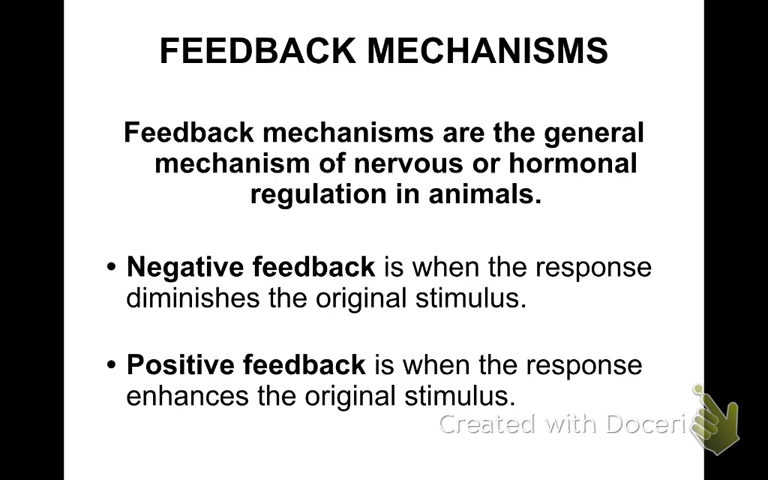 FEEDBACK MECHANISMS
Feedback mechanisms are the general
mechanism of nervous or hormonal
regulation in animals.
• Negative feedback is when the response
diminishes the original stimulus.
• Positive feedback is when the response
enhances the original stimulus.
Created with Doceri